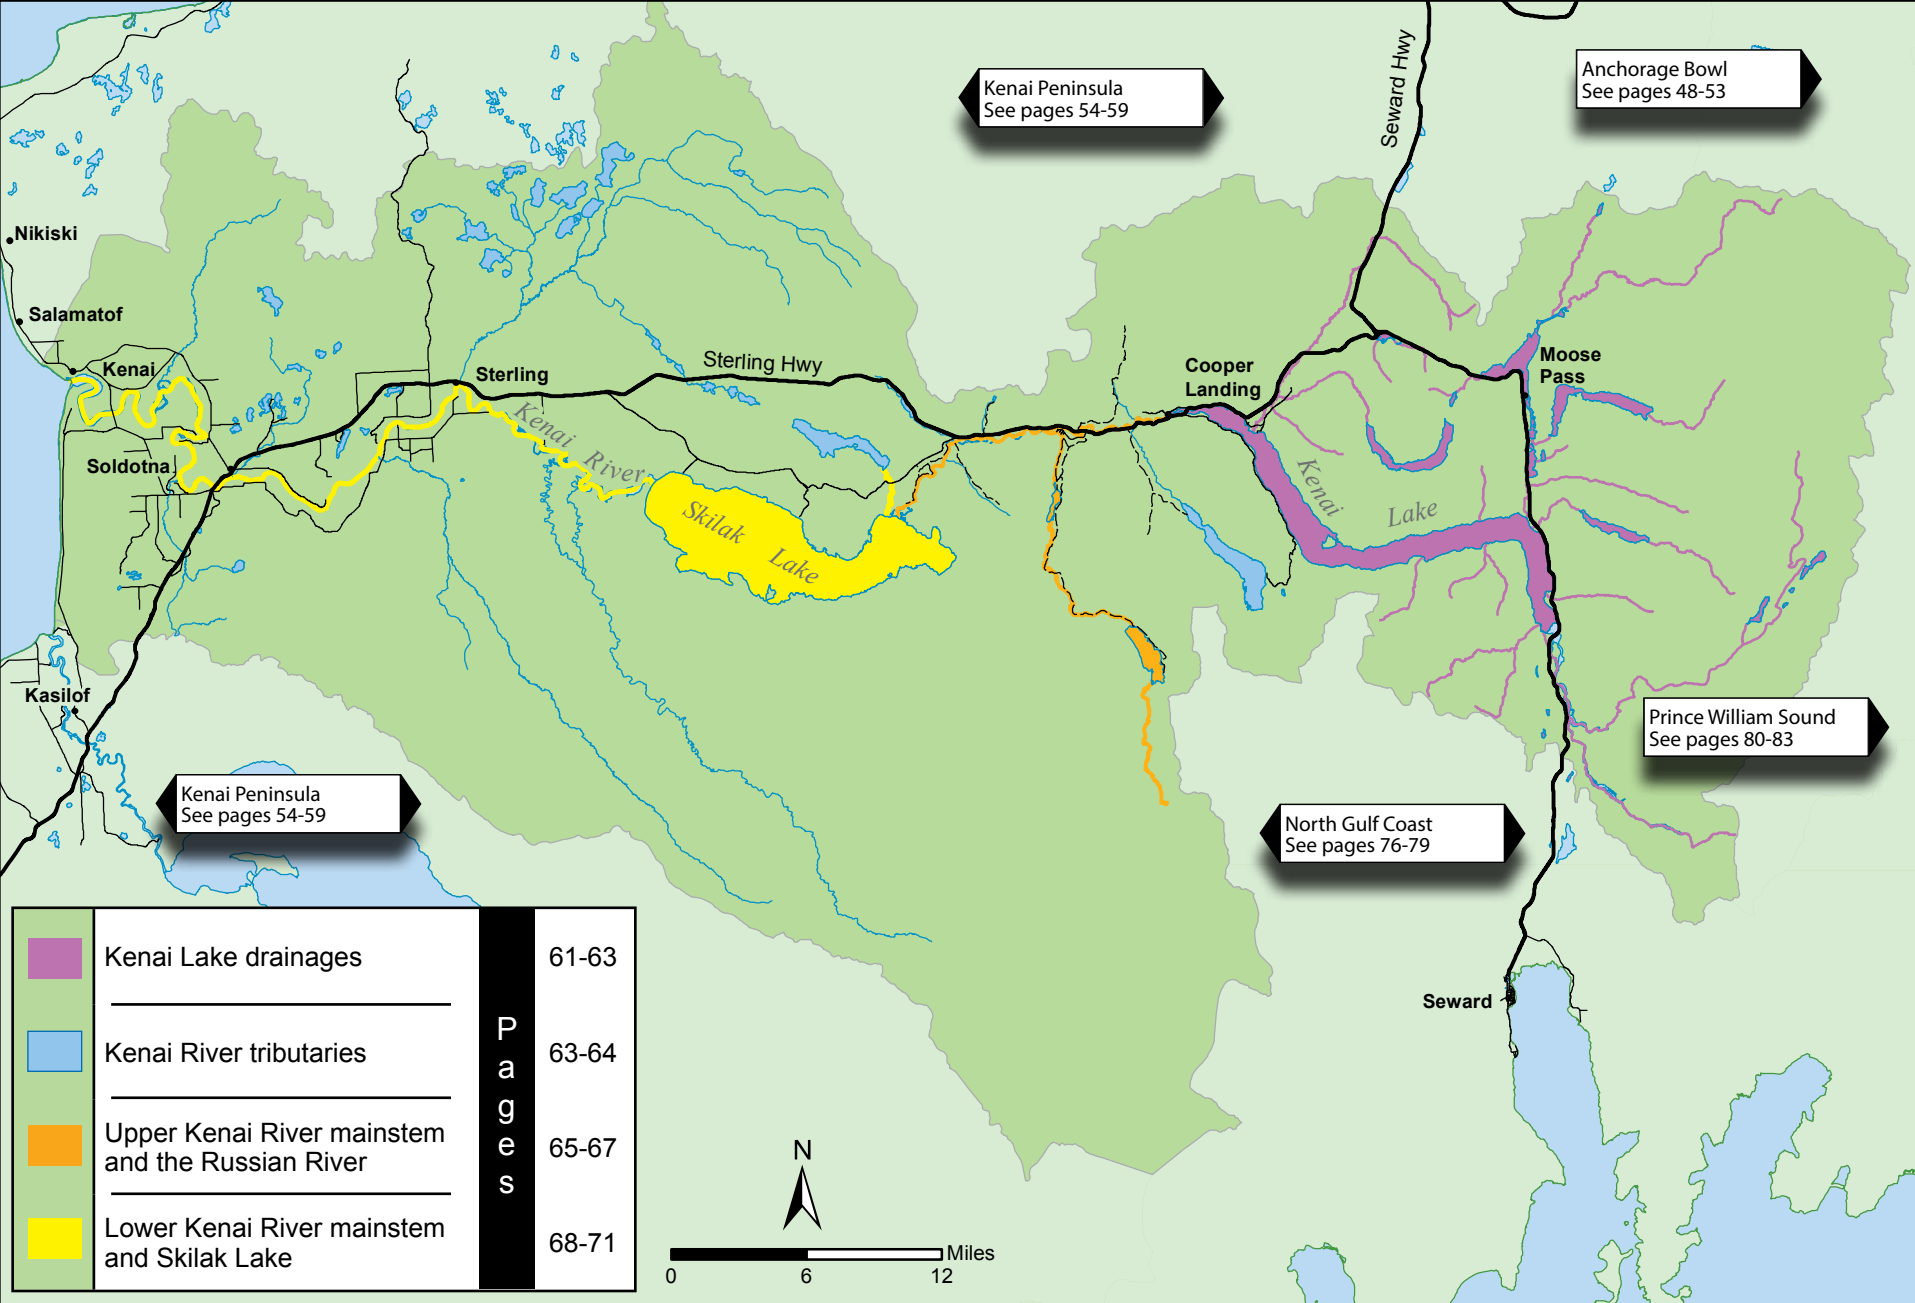 Seward Hwy
Kenai Peninsula
See pages 54-59
Anchorage Bowl
See pages 48-53
Nikiski
Salamatof
Kenai
Sterling
Sterling Hwy
Cooper
Landing
Moose
Pass
Soldotna
Kenai
River
Skilak
Lake
Kenai
Lake
Kasilof
Prince William Sound
See pages 80-83
Kenai Peninsula
See pages 54-59
North Gulf Coast
See pages 76-79
Seward
Kenai Lake drainages
61-63
Kenai River tributaries
63-64
Upper Kenai River mainstem
and the Russian River
65-67
Lower Kenai River mainstem
and Skilak Lake
68-71
Pages
N
Miles
0 6 12